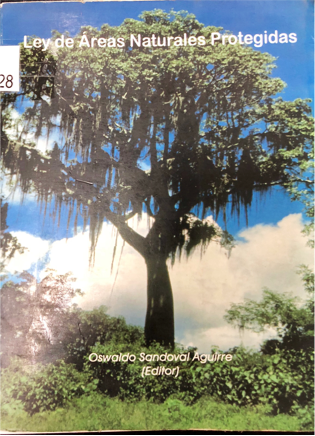 Ley de Áreas Naturales Protegidas
28
Oswaldo Sandoval Aguirre
(Editor)